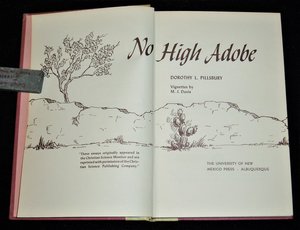 No High Adobe
DOROTHY L. PILLSBURY
Vignettes by
M. J. Davis
"These essays originally appeared in
the Christian Science Monitor and are
reprinted with permission of the Chris-
tian Science Publishing Company."
THE UNIVERSITY OF NEW
MEXICO PRESS · ALBUQUERQUE